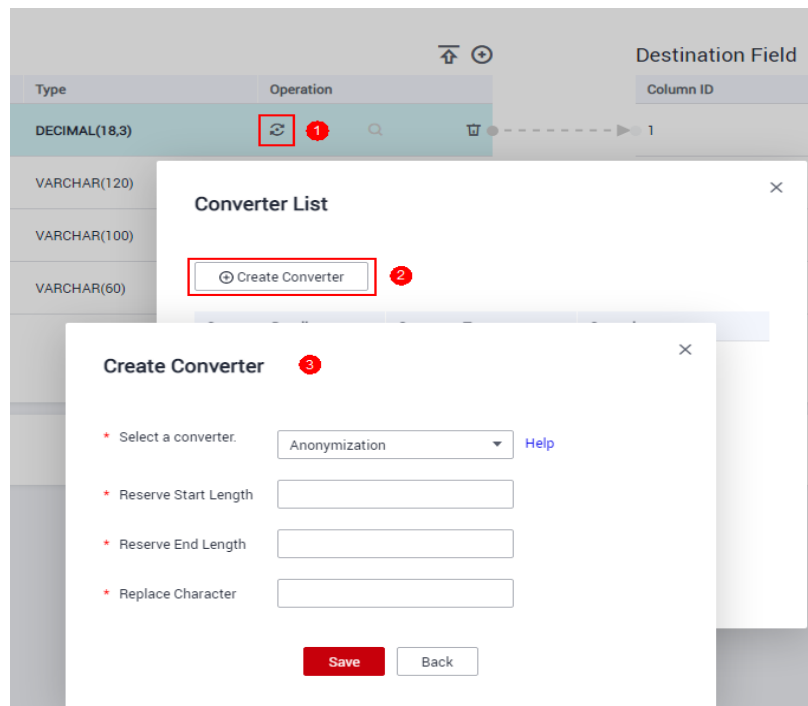 Destination Field
Type Operation Column ID
DECIMAL(18,3) 1 1
VARCHAR(120)
Converter List
VARCHAR(100)
Create Converter 2
VARCHAR(60)
Create Converter 3
* Select a converter. Anonymization Help
* Reserve Start Length
* Reserve End Length
* Replace Character
Save Back